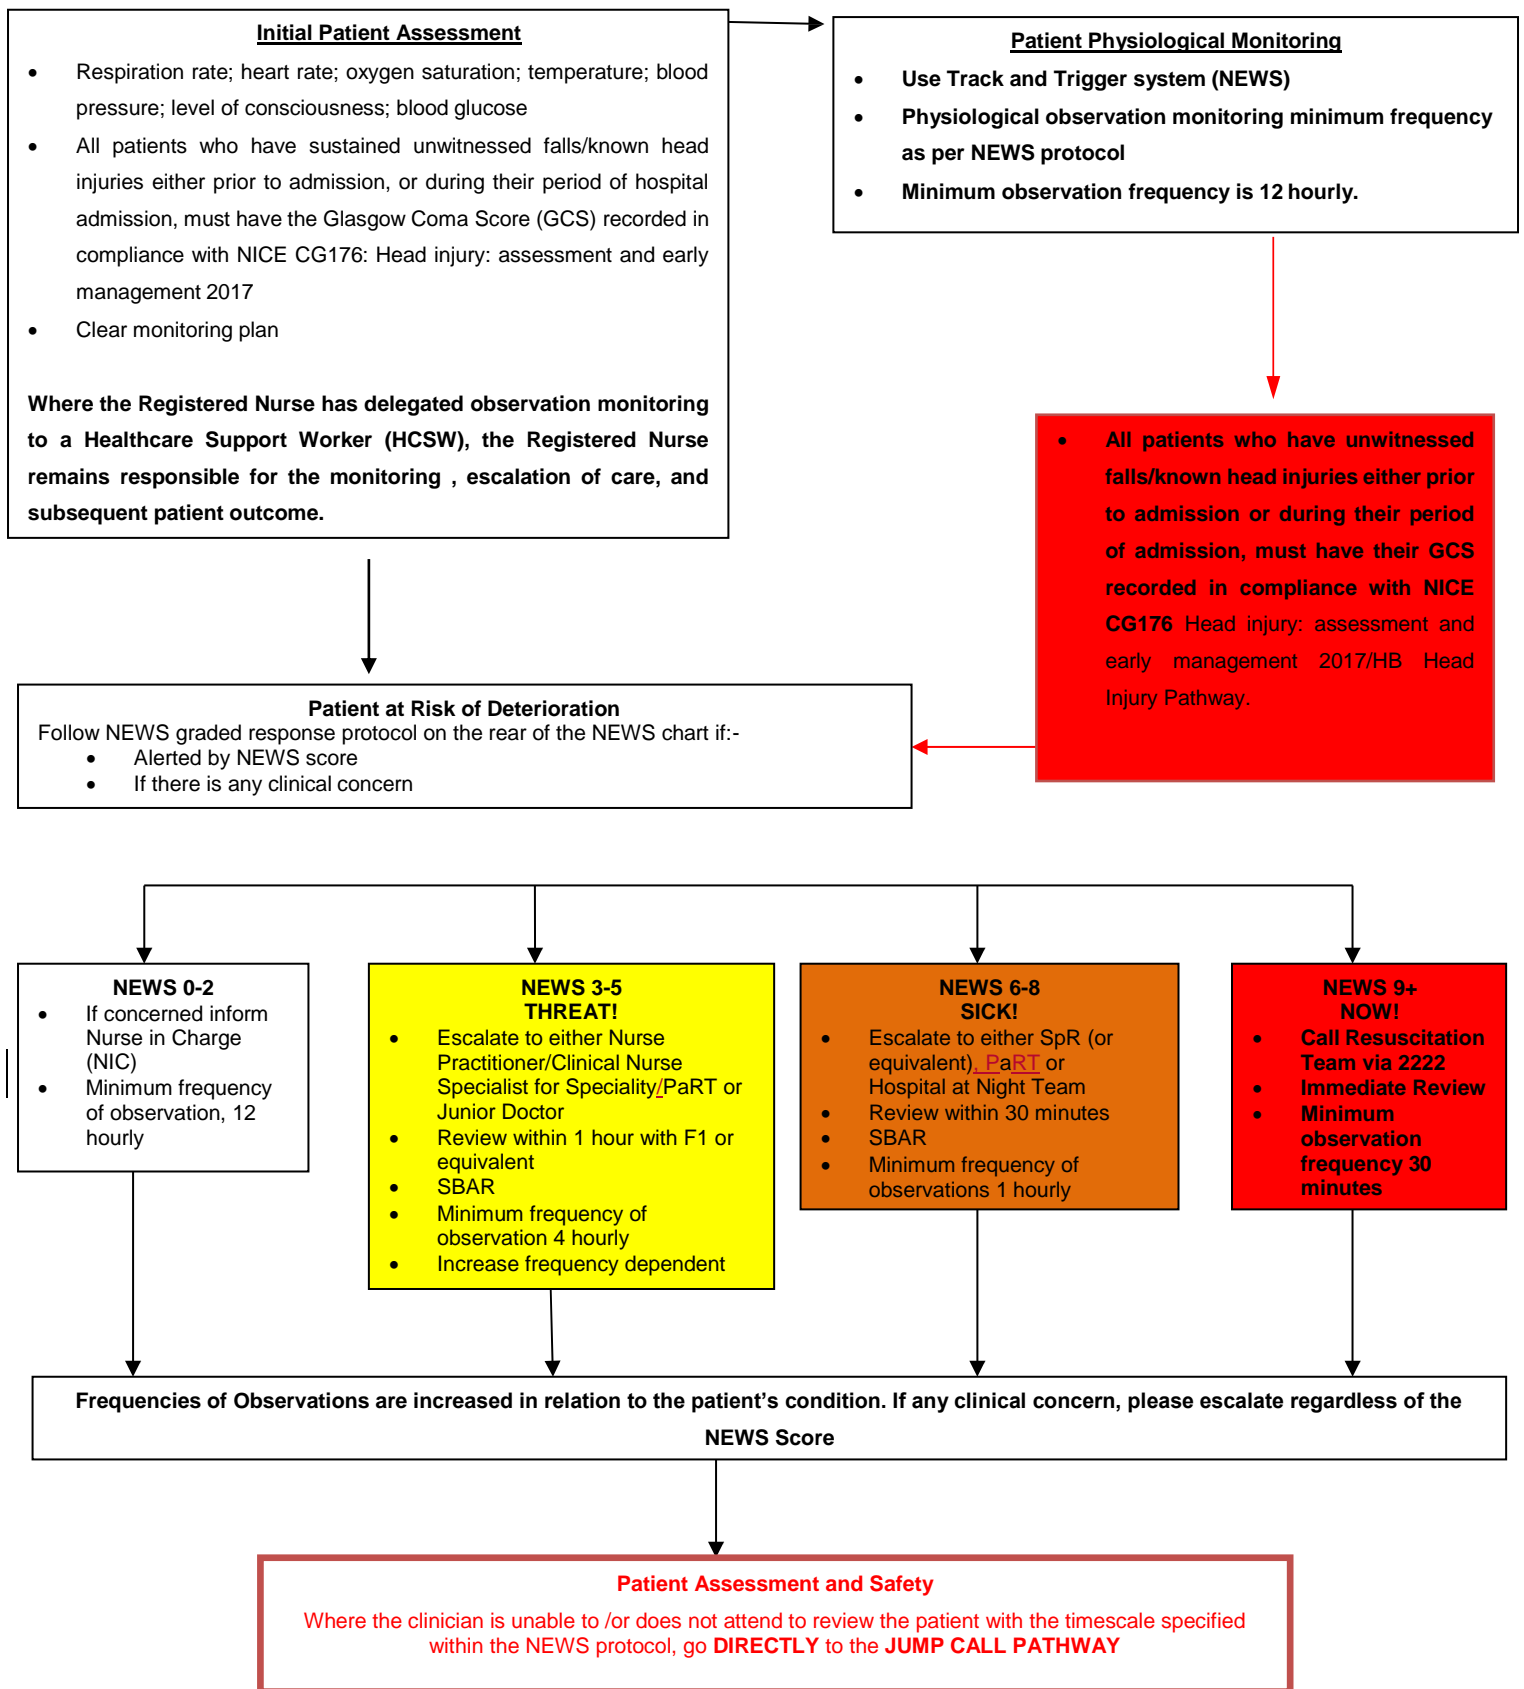 Initial Patient Assessment
• Respiration rate; heart rate; oxygen saturation; temperature; blood
pressure; level of consciousness; blood glucose
• All patients who have sustained unwitnessed falls/known head
injuries either prior to admission, or during their period of hospital
admission, must have the Glasgow Coma Score (GCS) recorded in
compliance with NICE CG176: Head injury: assessment and early
management 2017
• Clear monitoring plan
Where the Registered Nurse has delegated observation monitoring
to a Healthcare Support Worker (HCSW), the Registered Nurse
remains responsible for the monitoring , escalation of care, and
subsequent patient outcome.
Patient Physiological Monitoring
• Use Track and Trigger system (NEWS)
• Physiological observation monitoring minimum frequency
as per NEWS protocol
• Minimum observation frequency is 12 hourly.
• All patients who have unwitnessed
falls/known head injuries either prior
to admission or during their period
of admission, must have their GCS
recorded in compliance with NICE
CG176 Head injury: assessment and
early management 2017/HB Head
Injury Pathway.
Patient at Risk of Deterioration
Follow NEWS graded response protocol on the rear of the NEWS chart if:-
• Alerted by NEWS score
• If there is any clinical concern
NEWS 0-2
• If concerned inform
Nurse in Charge
(NIC)
• Minimum frequency
of observation, 12
hourly
NEWS 3-5
THREAT!
• Escalate to either Nurse
Practitioner/Clinical Nurse
Specialist for Speciality/PaRT or
Junior Doctor
• Review within 1 hour with F1 or
equivalent
• SBAR
• Minimum frequency of
observation 4 hourly
• Increase frequency dependent
NEWS 6-8
SICK!
• Escalate to either SpR (or
equivalent), PaRT or
Hospital at Night Team
• Review within 30 minutes
• SBAR
• Minimum frequency of
observations 1 hourly
NEWS 9+
NOW!
• Call Resuscitation
Team via 2222
• Immediate Review
• Minimum
observation
frequency 30
minutes
Frequencies of Observations are increased in relation to the patient’s condition. If any clinical concern, please escalate regardless of the
NEWS Score
Patient Assessment and Safety
Where the clinician is unable to /or does not attend to review the patient with the timescale specified
within the NEWS protocol, go DIRECTLY to the JUMP CALL PATHWAY